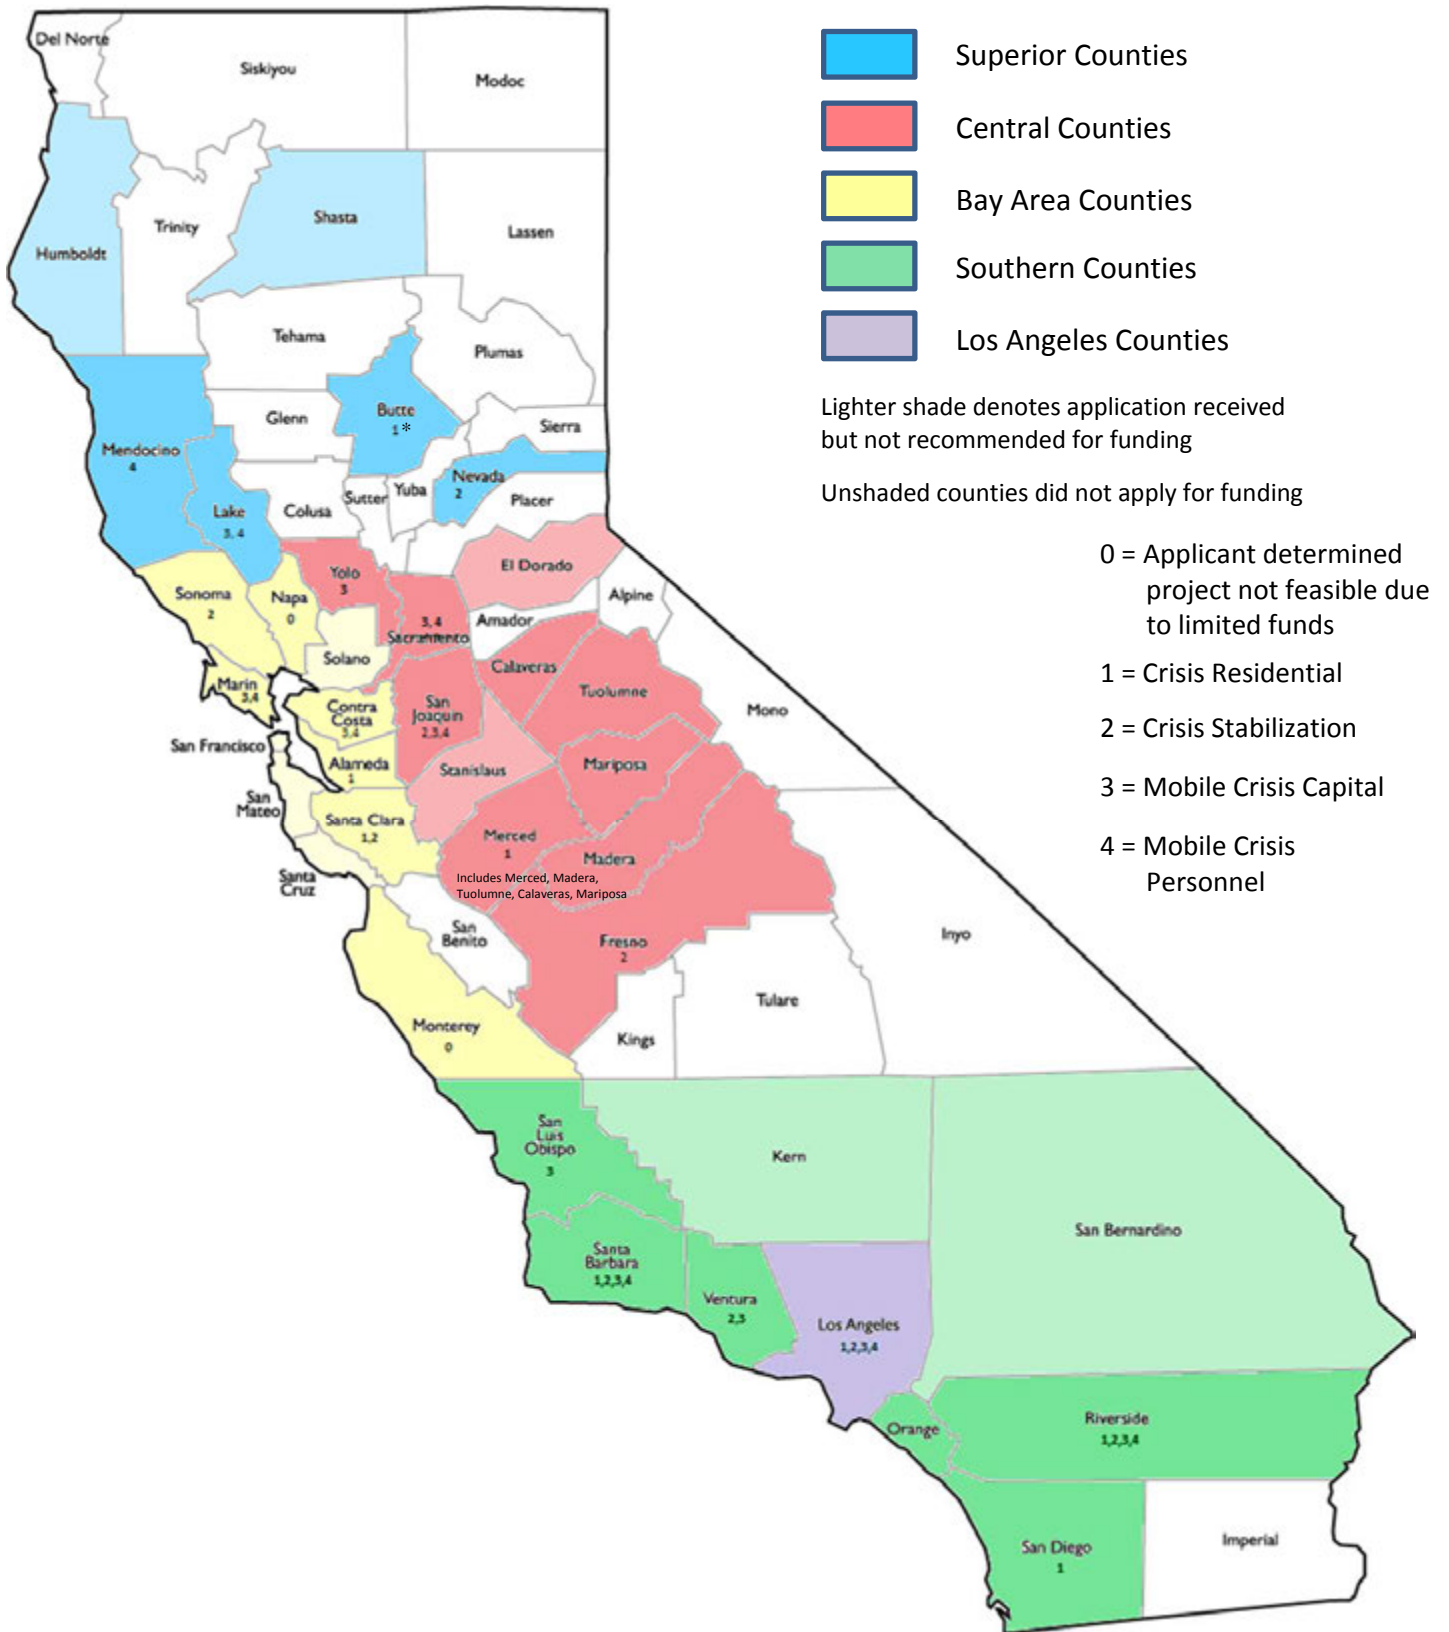 Del Norte
Siskiyou
Modoc
Humboldt
Trinity
Shasta
Lassen
Tehama
Plumas
Mendocino
4
Glenn
Butte
1*
Sierra
Lake
3, 4
Colusa
Sutter
Yuba
Nevada
2
Placer
Sonoma
2
Napa
0
Yolo
3
3, 4
Sacramento
El Dorado
Amador
Alpine
Solano
Marin
3,4
Contra
Costa
3,4
San
Joaquin
2,3,4
Calaveras
Tuolumne
Mono
San Francisco
Alameda
1
Stanislaus
Mariposa
San
Mateo
Santa Clara
1,2
Merced
1
Madera
Includes Merced, Madera,
Tuolumne, Calaveras, Mariposa
Santa
Cruz
San
Benito
Fresno
2
Inyo
Monterey
0
Kings
Tulare
San
Luis
Obispo
3
Kern
San Bernardino
Santa
Barbara
1,2,3,4
Ventura
2,3
Los Angeles
1,2,3,4
Orange
Riverside
1,2,3,4
San Diego
1
Imperial
Superior Counties
Central Counties
Bay Area Counties
Southern Counties
Los Angeles Counties
Lighter shade denotes application received
but not recommended for funding
Unshaded counties did not apply for funding
0 = Applicant determined
project not feasible due
to limited funds
1 = Crisis Residential
2 = Crisis Stabilization
3 = Mobile Crisis Capital
4 = Mobile Crisis
Personnel